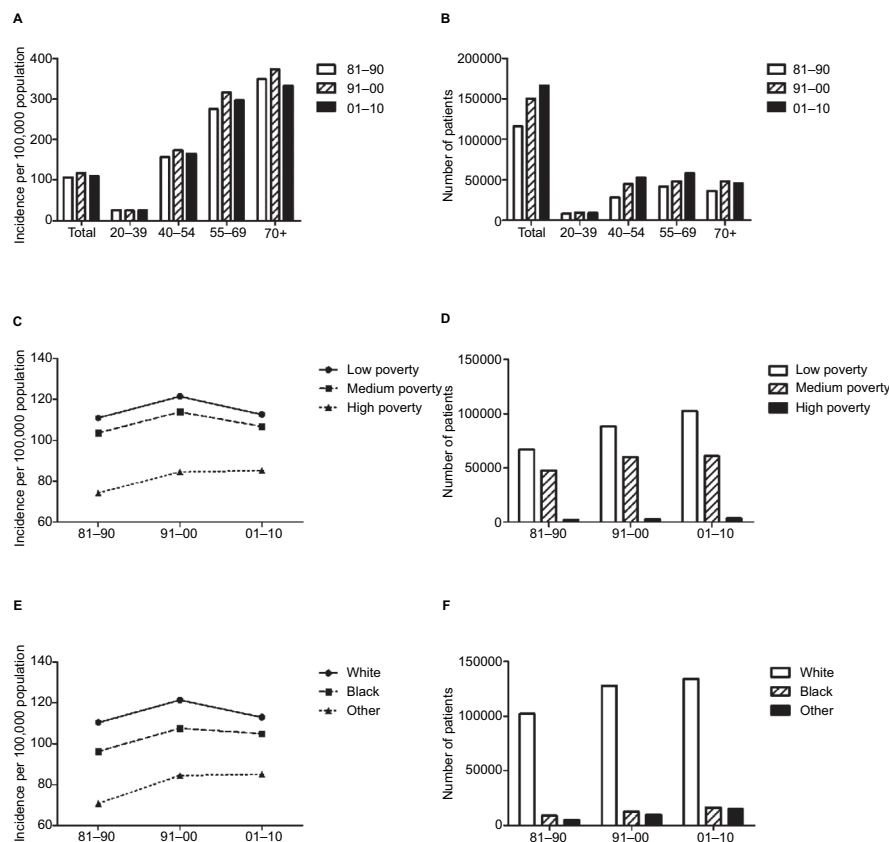 A
Incidence per 100,000 population
400
300
200
100
0
Total 20–39 40–54 55–69 70+
81–90
91–00
01–10
B
Number of patients
200000
150000
100000
50000
0
Total 20–39 40–54 55–69 70+
81–90
91–00
01–10
C
Incidence per 100,000 population
140
120
100
80
60
81–90 91–00 01–10
Low poverty
Medium poverty
High poverty
D
Number of patients
150000
100000
50000
0
81–90 91–00 01–10
Low poverty
Medium poverty
High poverty
E
Incidence per 100,000 population
140
120
100
80
60
81–90 91–00 01–10
White
Black
Other
F
Number of patients
150000
100000
50000
0
81–90 91–00 01–10
White
Black
Other